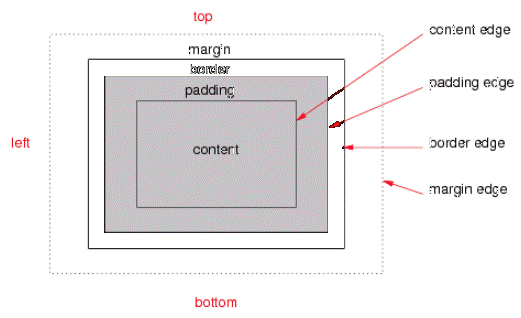 top
content edge
margin
border
padding edge
padding
left
content
border edge
margin edge
bottom